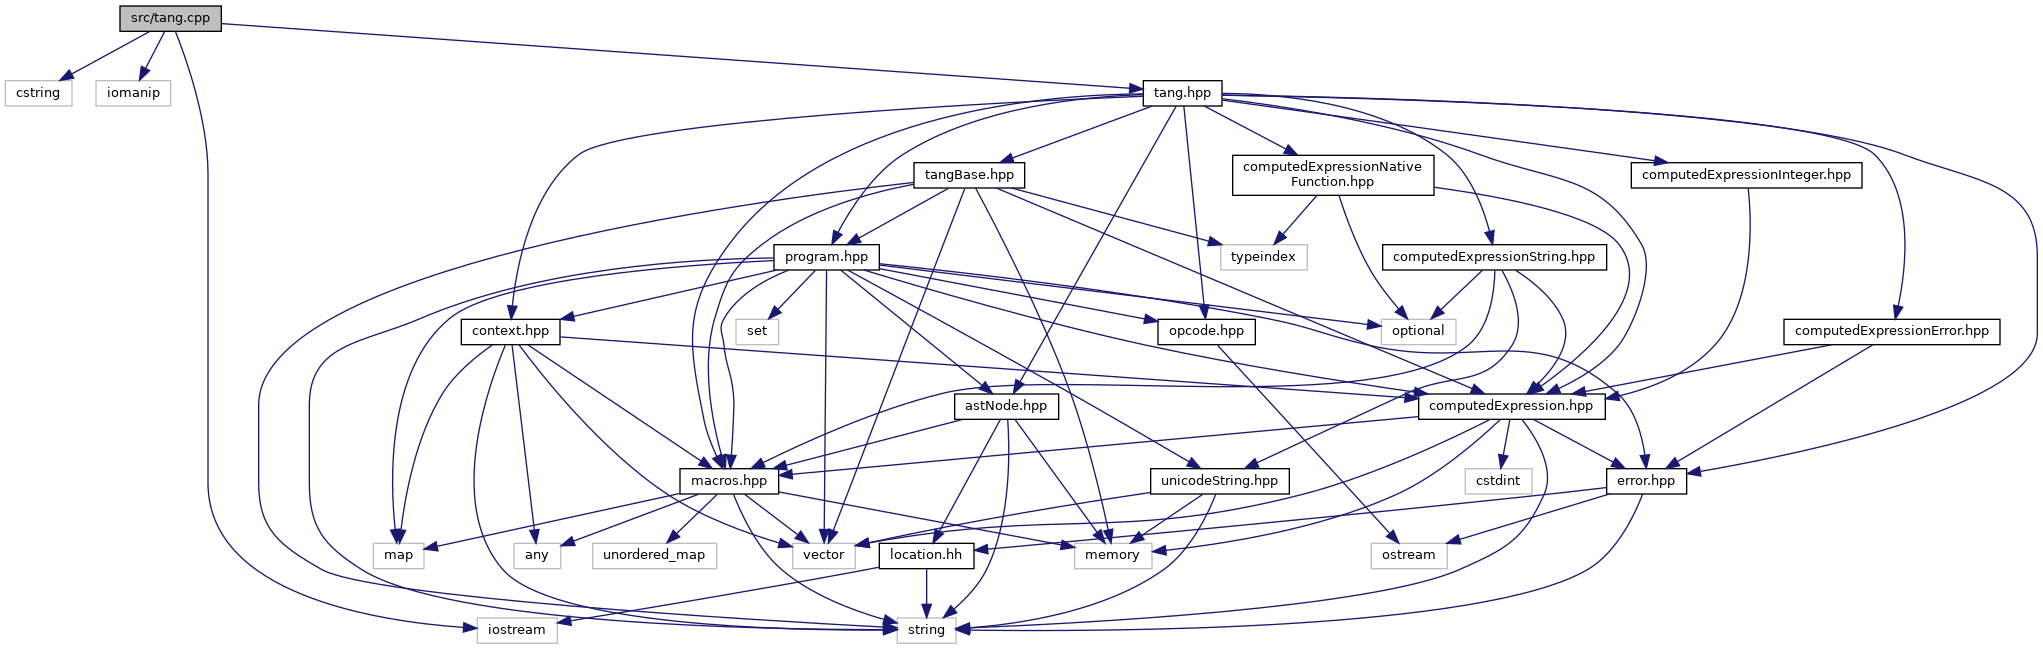 src/tang.cpp
cstring
iomanip
tang.hpp
tangBase.hpp
computedExpressionNative
Function.hpp
computedExpressionInteger.hpp
program.hpp
typeindex
computedExpressionString.hpp
context.hpp
set
opcode.hpp
optional
computedExpressionError.hpp
astNode.hpp
computedExpression.hpp
macros.hpp
unicodeString.hpp
cstdint
error.hpp
map
any
unordered_map
vector
location.hh
memory
ostream
iostream
string